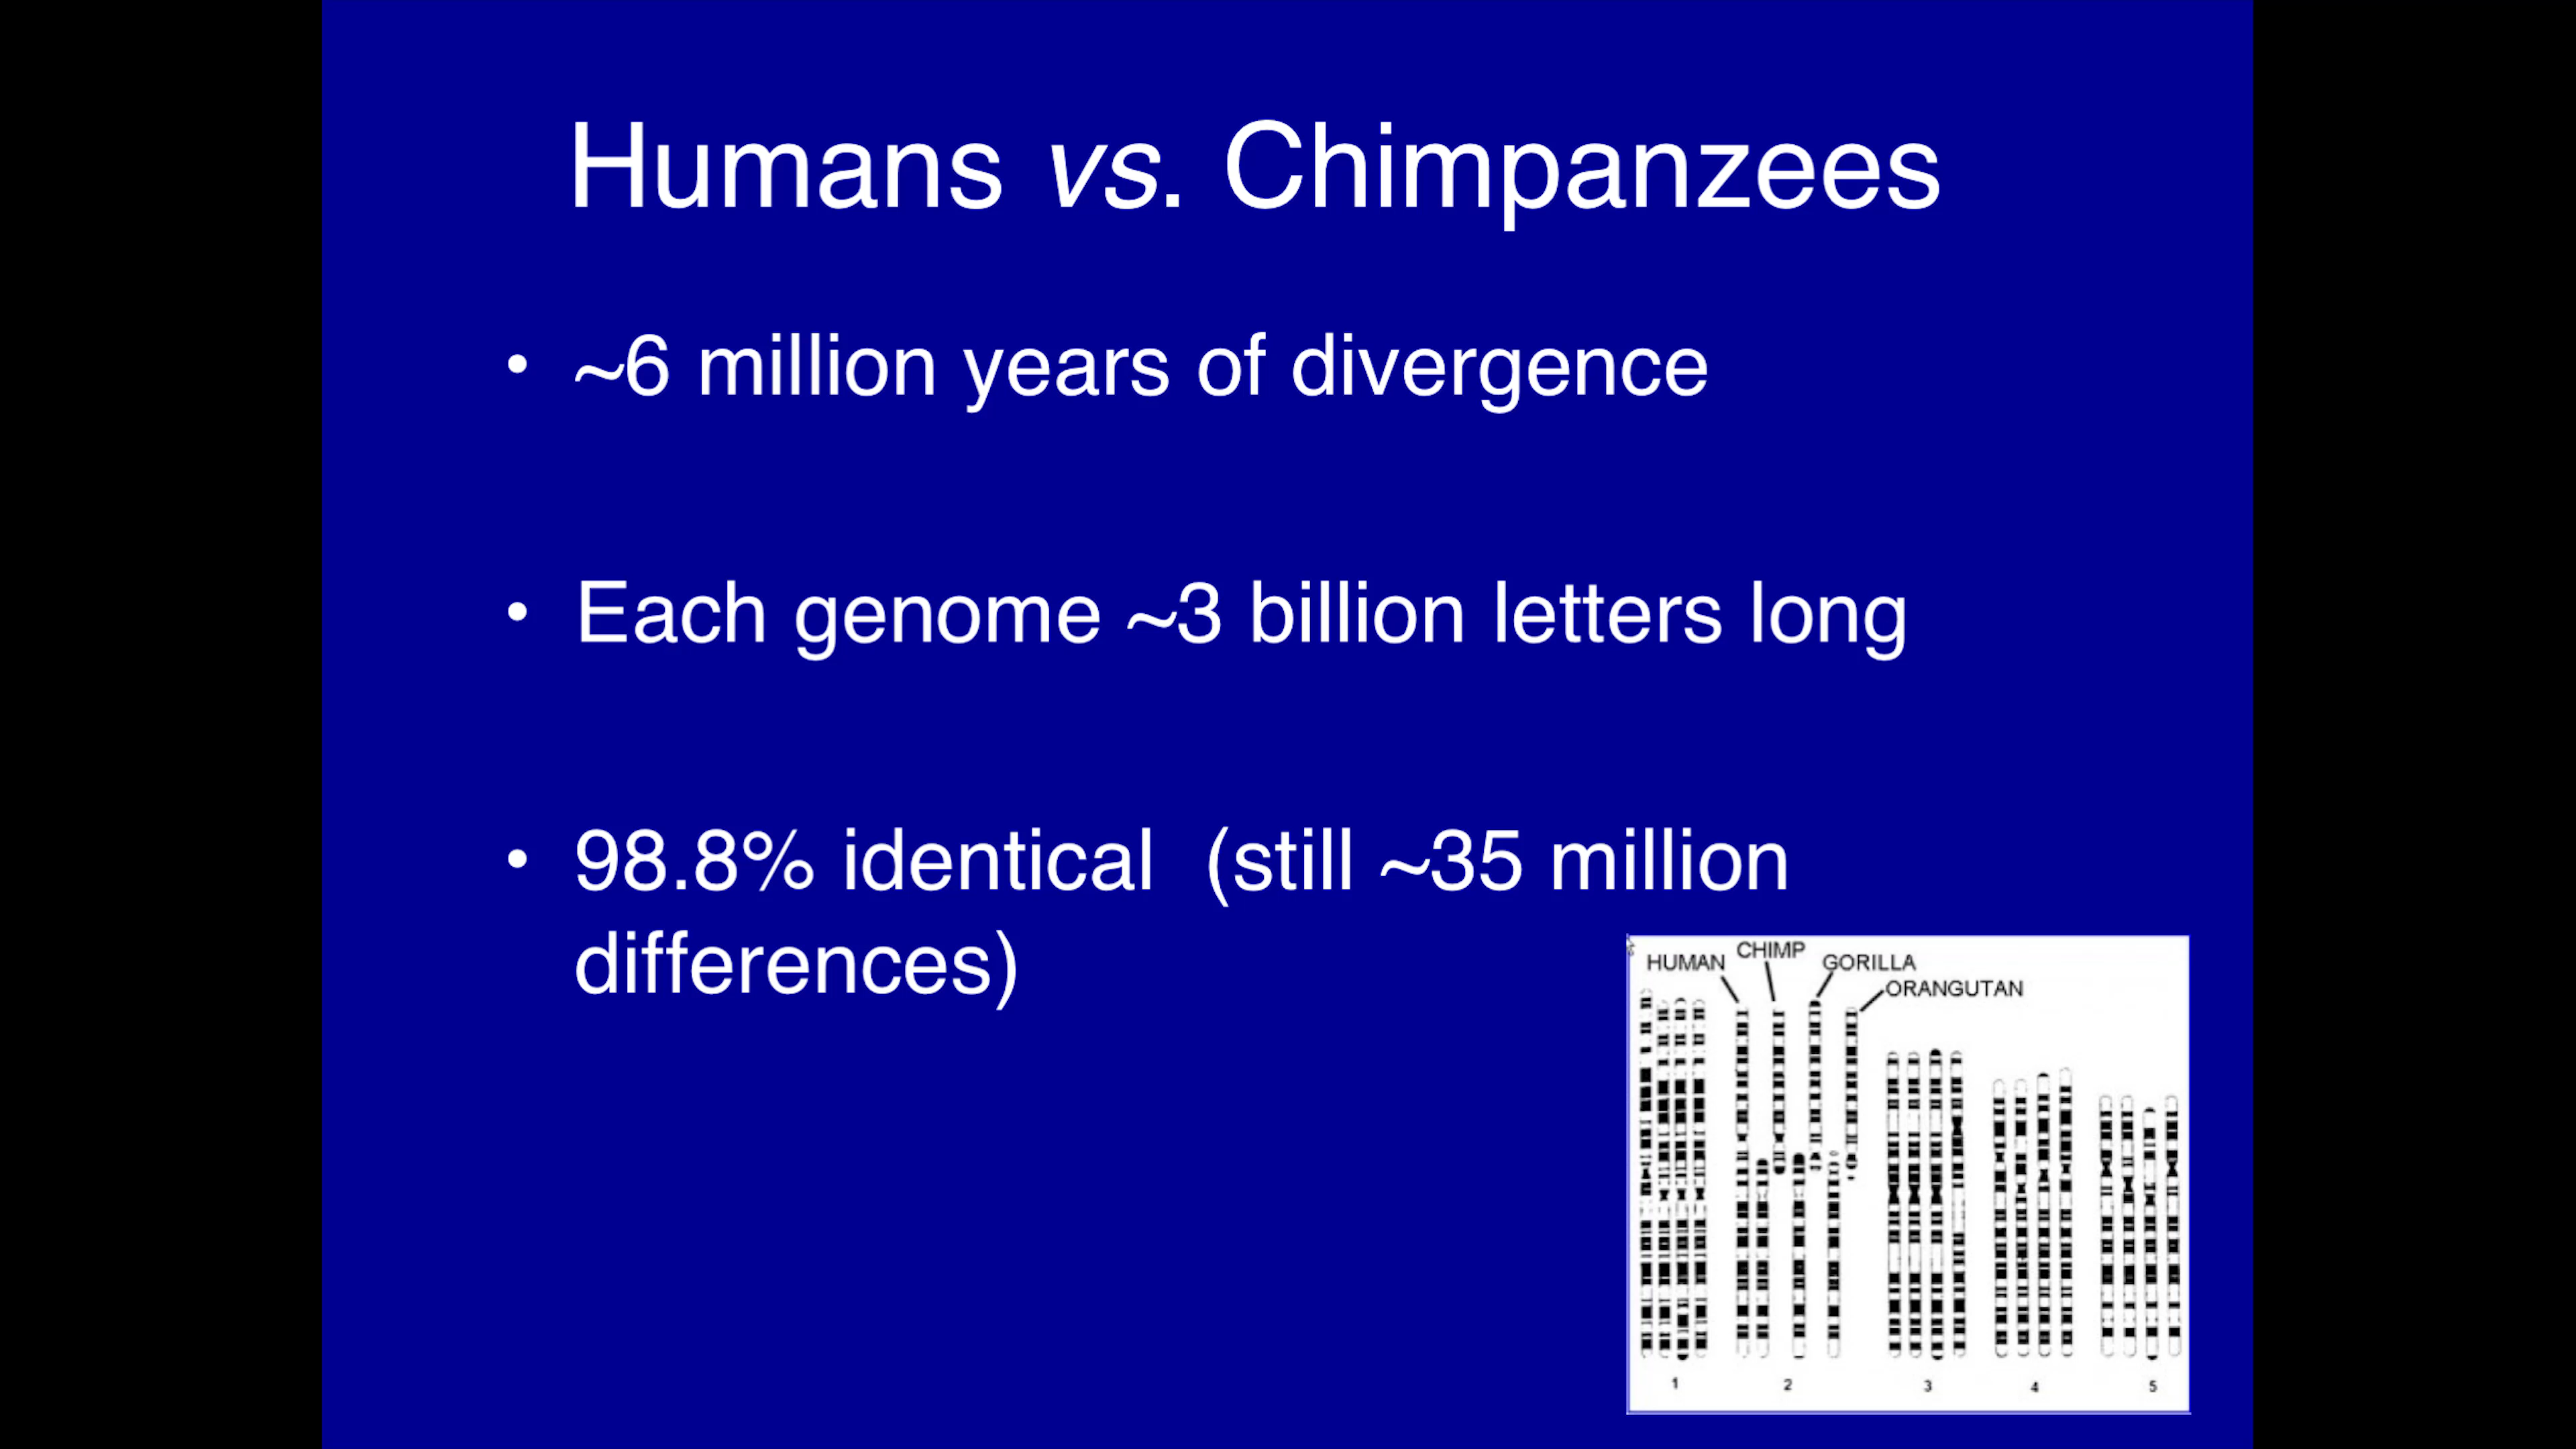 Humans vs. Chimpanzees
• ~6 million years of divergence
• Each genome ~3 billion letters long
• 98.8% identical  (still ~35 million
differences)
HUMAN CHIMP GORILLA
ORANGUTAN
1 2 3 4 5